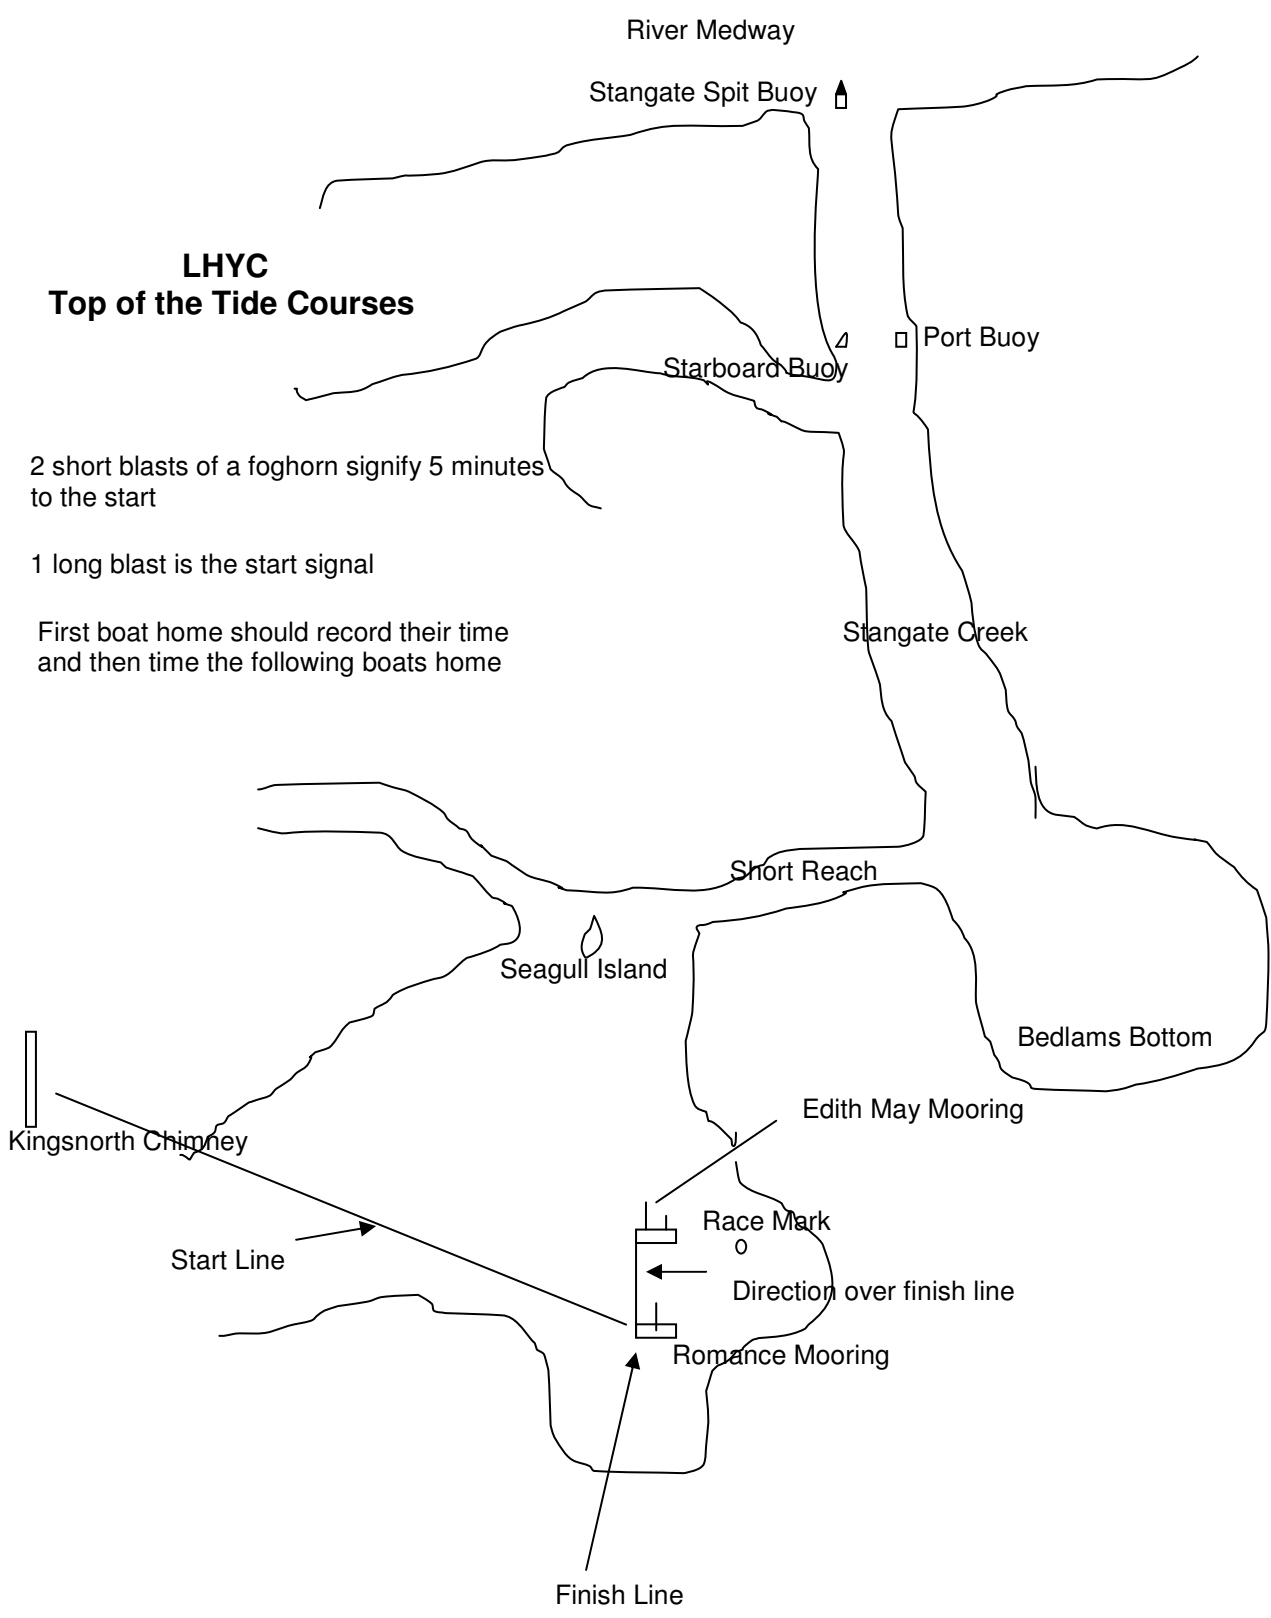 River Medway
Stangate Spit Buoy
LHYC
Top of the Tide Courses
Port Buoy
Starboard Buoy
2 short blasts of a foghorn signify 5 minutes
to the start
1 long blast is the start signal
First boat home should record their time
and then time the following boats home
Stangate Creek
Short Reach
Seagull Island
Bedlams Bottom
Edith May Mooring
Kingsnorth Chimney
Race Mark
Start Line
Direction over finish line
Romance Mooring
Finish Line